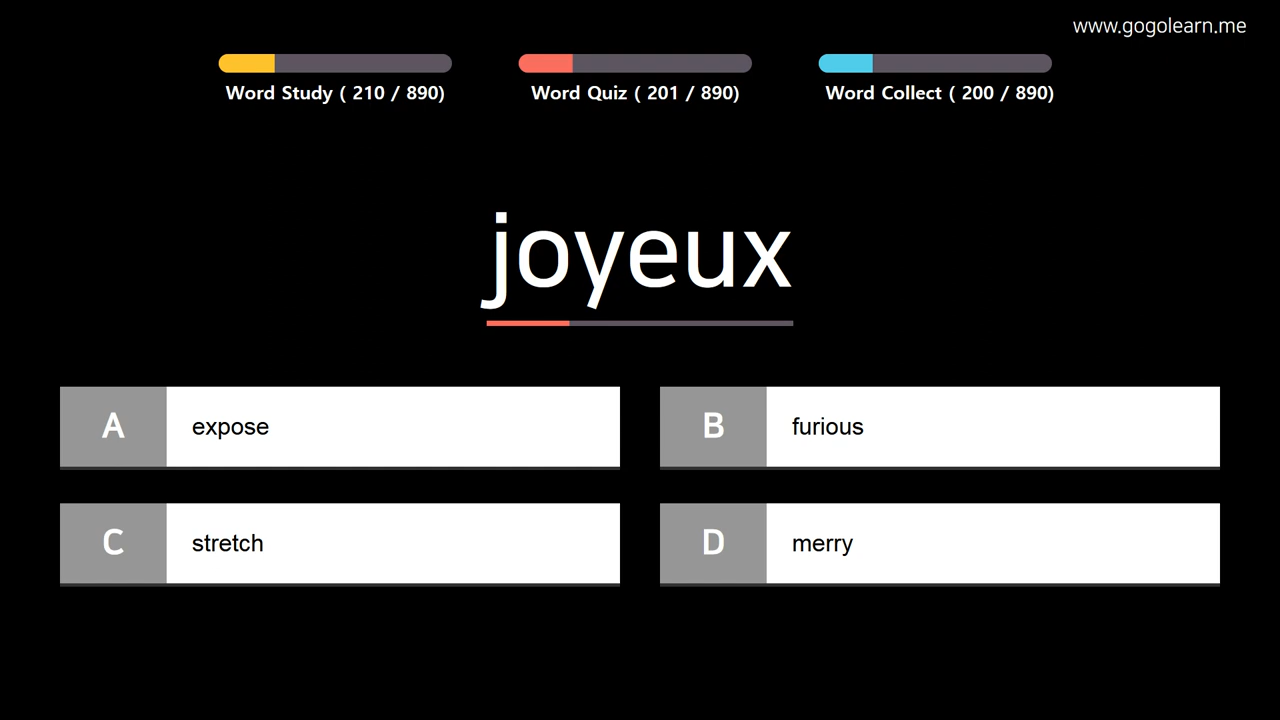 www.gogolearn.me
Word Study ( 210 / 890)
Word Quiz ( 201 / 890)
Word Collect ( 200 / 890)
joyeux
A expose
B furious
C stretch
D merry